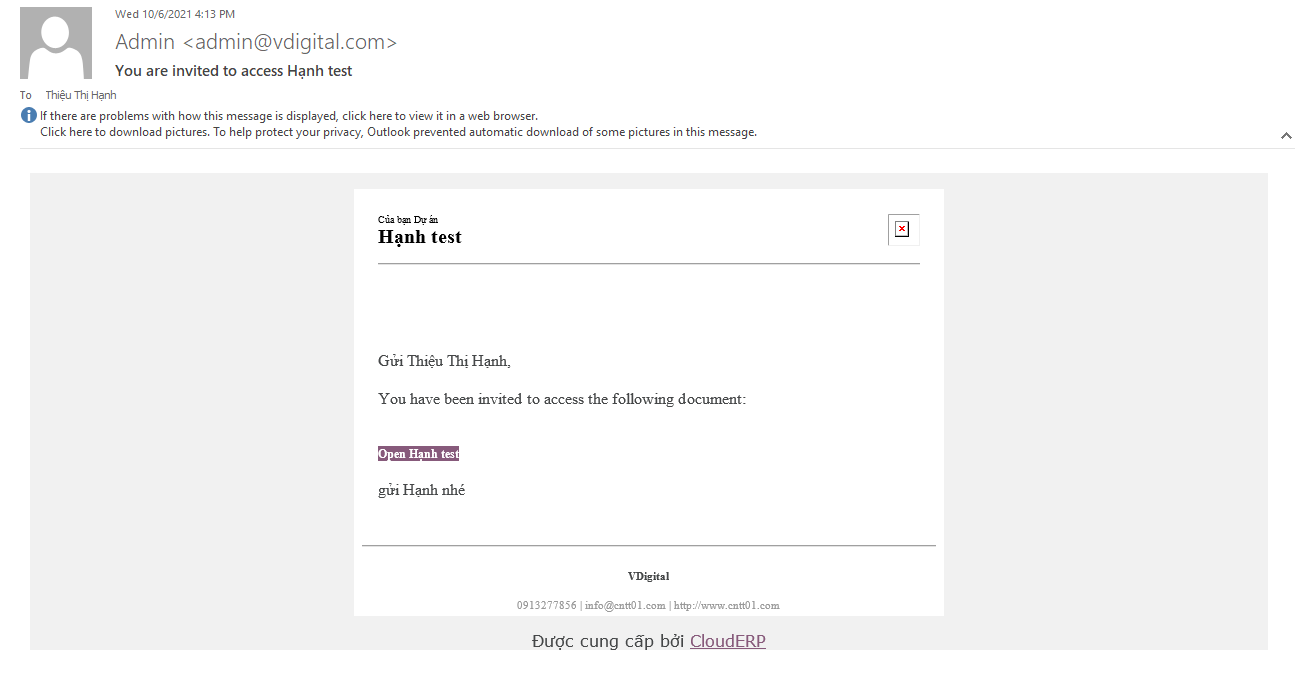 Wed 10/6/2021 4:13 PM
Admin <admin@vdigital.com>
You are invited to access Hạnh test
To Thiệu Thị Hạnh
If there are problems with how this message is displayed, click here to view it in a web browser.
Click here to download pictures. To help protect your privacy, Outlook prevented automatic download of some pictures in this message.
Của bạn Dự án
Hạnh test
Gửi Thiệu Thị Hạnh,
You have been invited to access the following document:
Open Hạnh test
gửi Hạnh nhé
VDigital
0913277856 | info@cntt01.com | http://www.cntt01.com
Được cung cấp bởi CloudERP